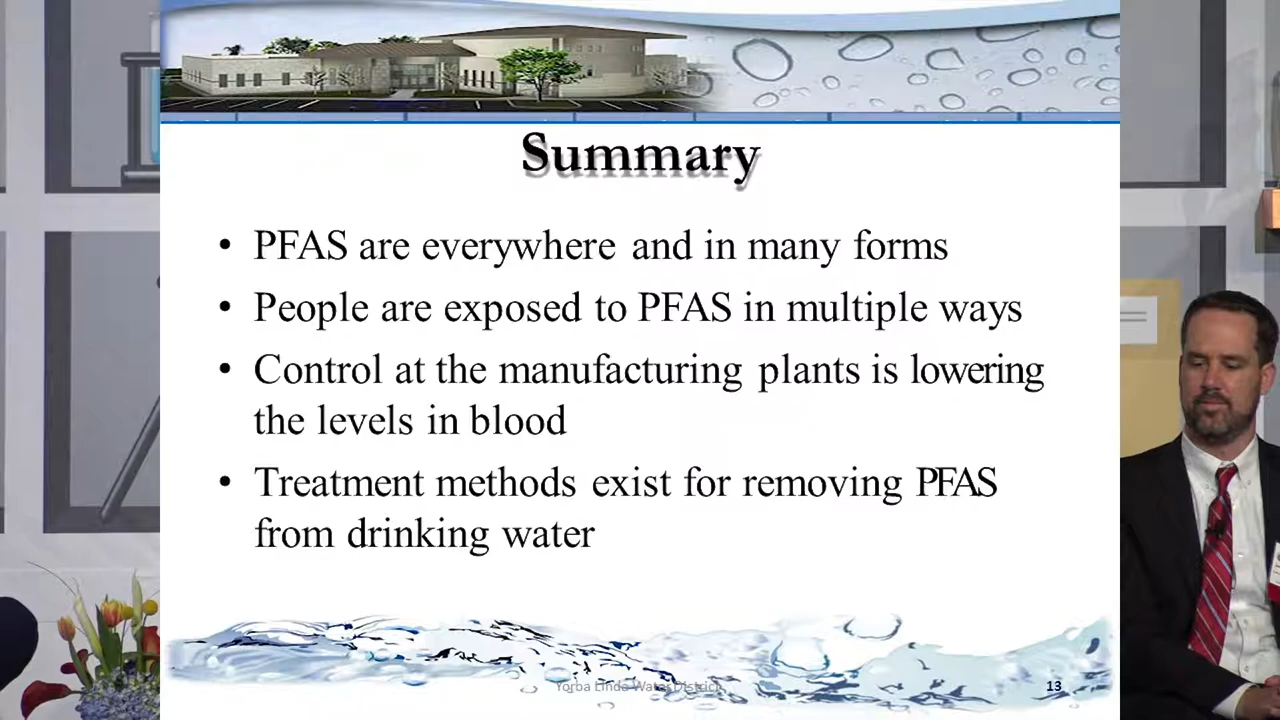 Summary
• PFAS are everywhere and in many forms
• People are exposed to PFAS in multiple ways
• Control at the manufacturing plants is lowering
the levels in blood
• Treatment methods exist for removing PFAS
from drinking water
Yorba Linda Water District
13